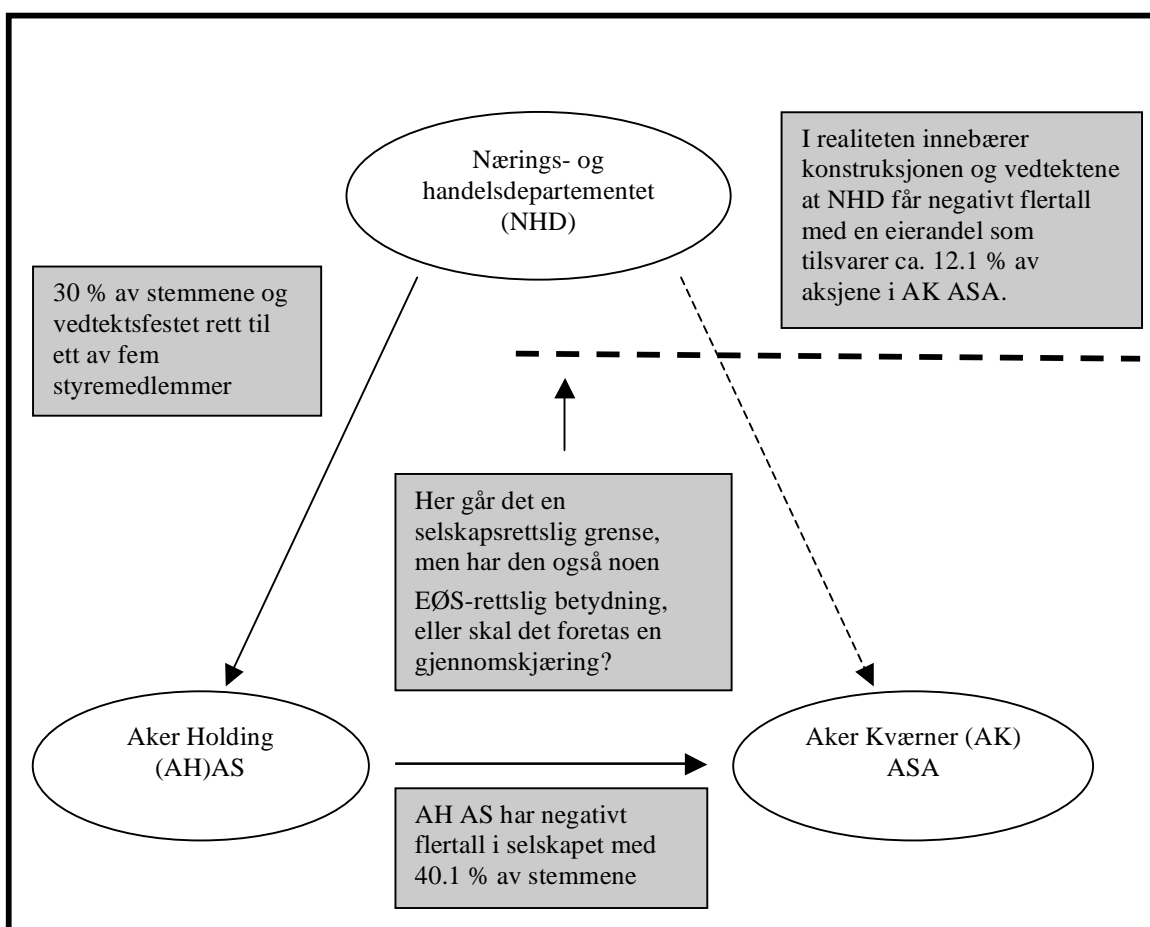 Nærings- og
handelsdepartementet
(NHD)
I realiteten innebærer
konstruksjonen og vedtektene
at NHD får negativt flertall
med en eierandel som
tilsvarer ca. 12.1 % av
aksjene i AK ASA.
30 % av stemmene og
vedtektsfestet rett til
ett av fem
styremedlemmer
Her går det en
selskapsrettslig grense,
men har den også noen
EØS-rettslig betydning,
eller skal det foretas en
gjennomskjæring?
Aker Holding
(AH)AS
Aker Kværner (AK)
ASA
AH AS har negativt
flertall i selskapet med
40.1 % av stemmene